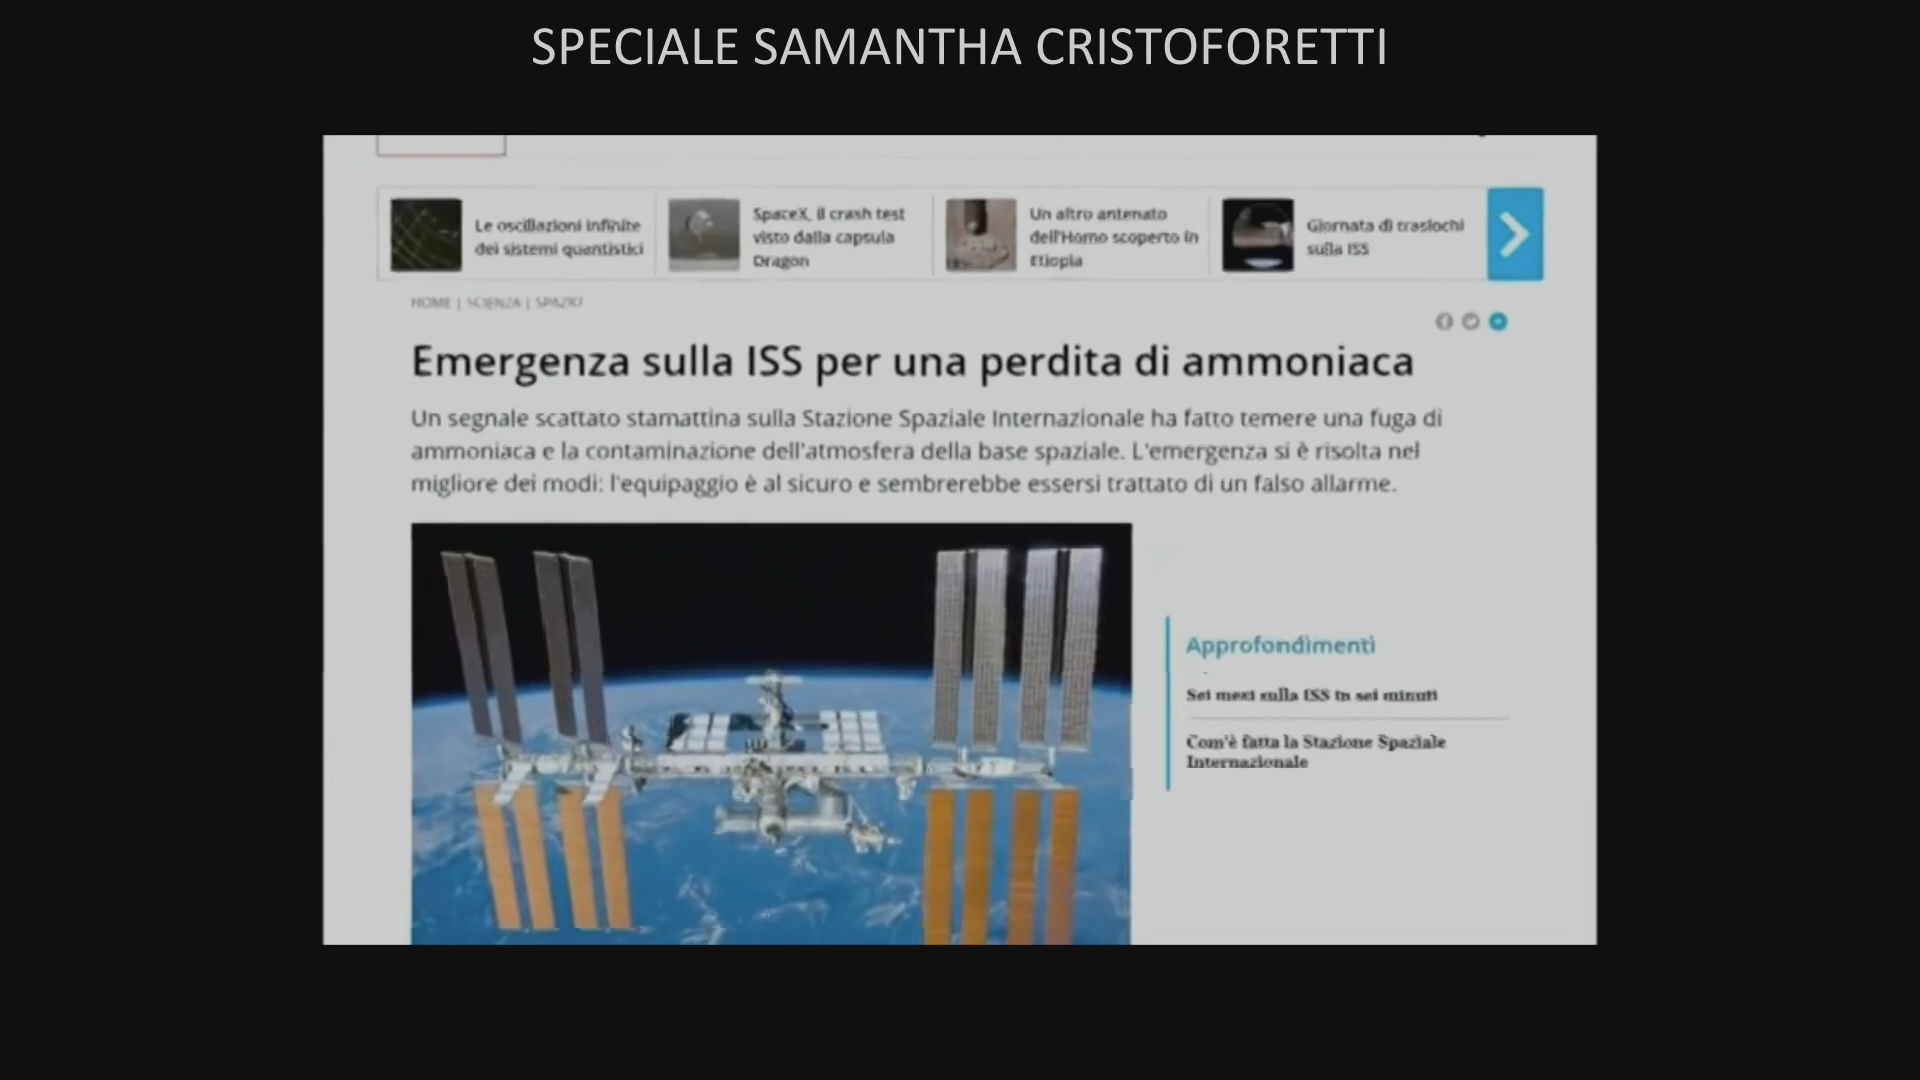 SPECIALE SAMANTHA CRISTOFORETTI
Le oscillazioni infinite
dei sistemi quantistici
SpaceX, il crash test
visto dalla capsula
Dragon
Un altro antenato
dell'Homo scoperto in
Etiopia
Giornata di traslochi
sulla ISS
HOME | SCIENZA | SPAZIO
Emergenza sulla ISS per una perdita di ammoniaca
Un segnale scattato stamattina sulla Stazione Spaziale Internazionale ha fatto temere una fuga di
ammoniaca e la contaminazione dell'atmosfera della base spaziale. L'emergenza si è risolta nel
migliore dei modi: l'equipaggio è al sicuro e sembrerebbe essersi trattato di un falso allarme.
Approfondimenti
Sei mesi sulla ISS in sei minuti
Com'è fatta la Stazione Spaziale
Internazionale